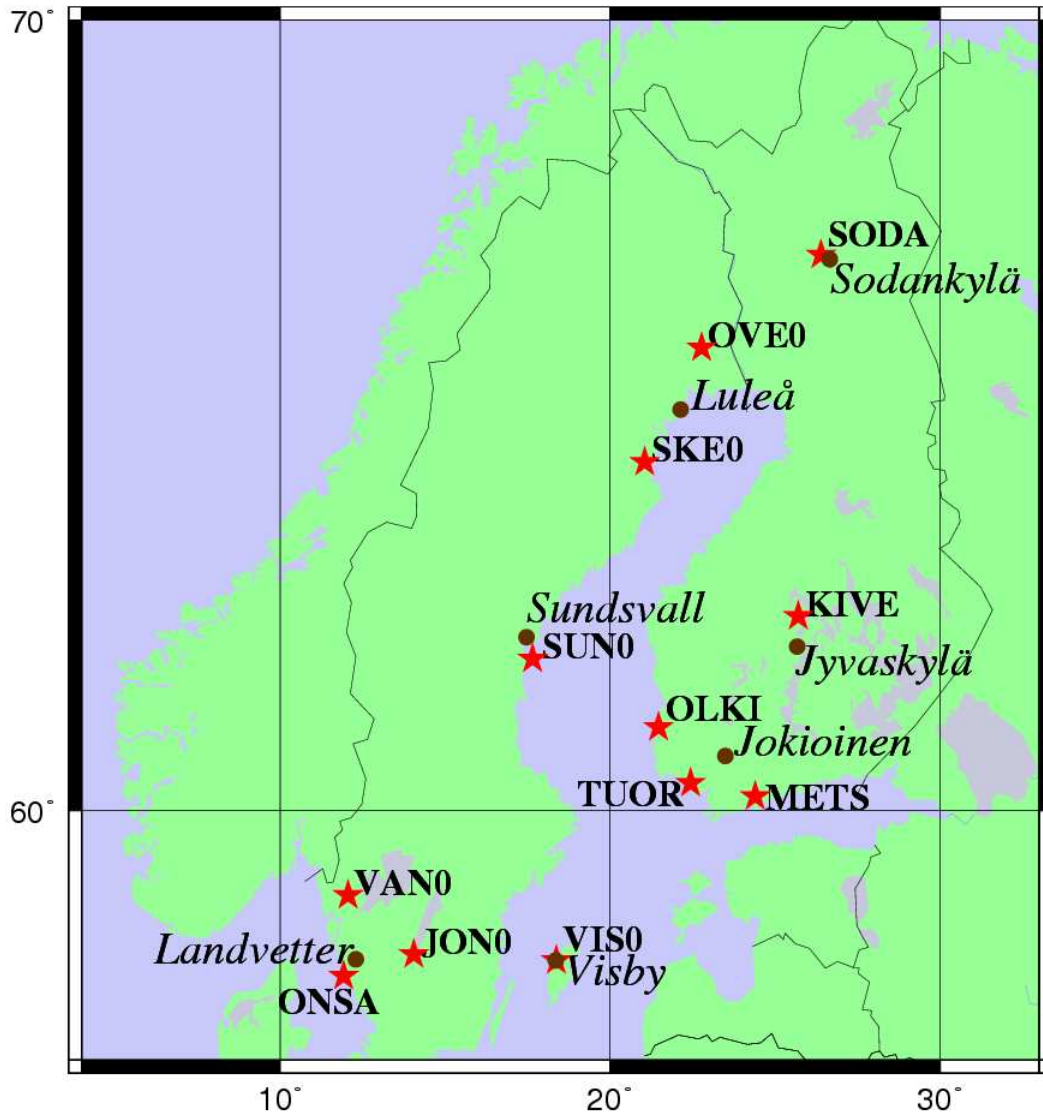 70°
SODA
Sodankylä
OVE0
Luleå
SKE0
Sundsvall
KIVE
SUN0
Jyvaskylä
OLKI
Jokioinen
TUOR
METS
60°
VAN0
Landvetter
JON0
VIS0
Visby
ONSA
10°
20°
30°